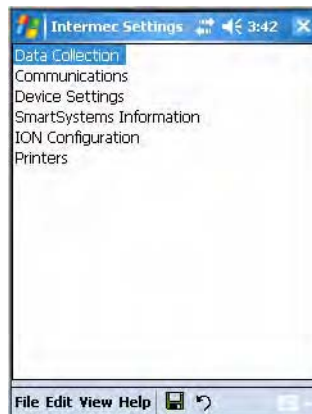 Intermec Settings 3:42
Data Collection
Communications
Device Settings
SmartSystems Information
ION Configuration
Printers
File Edit View Help